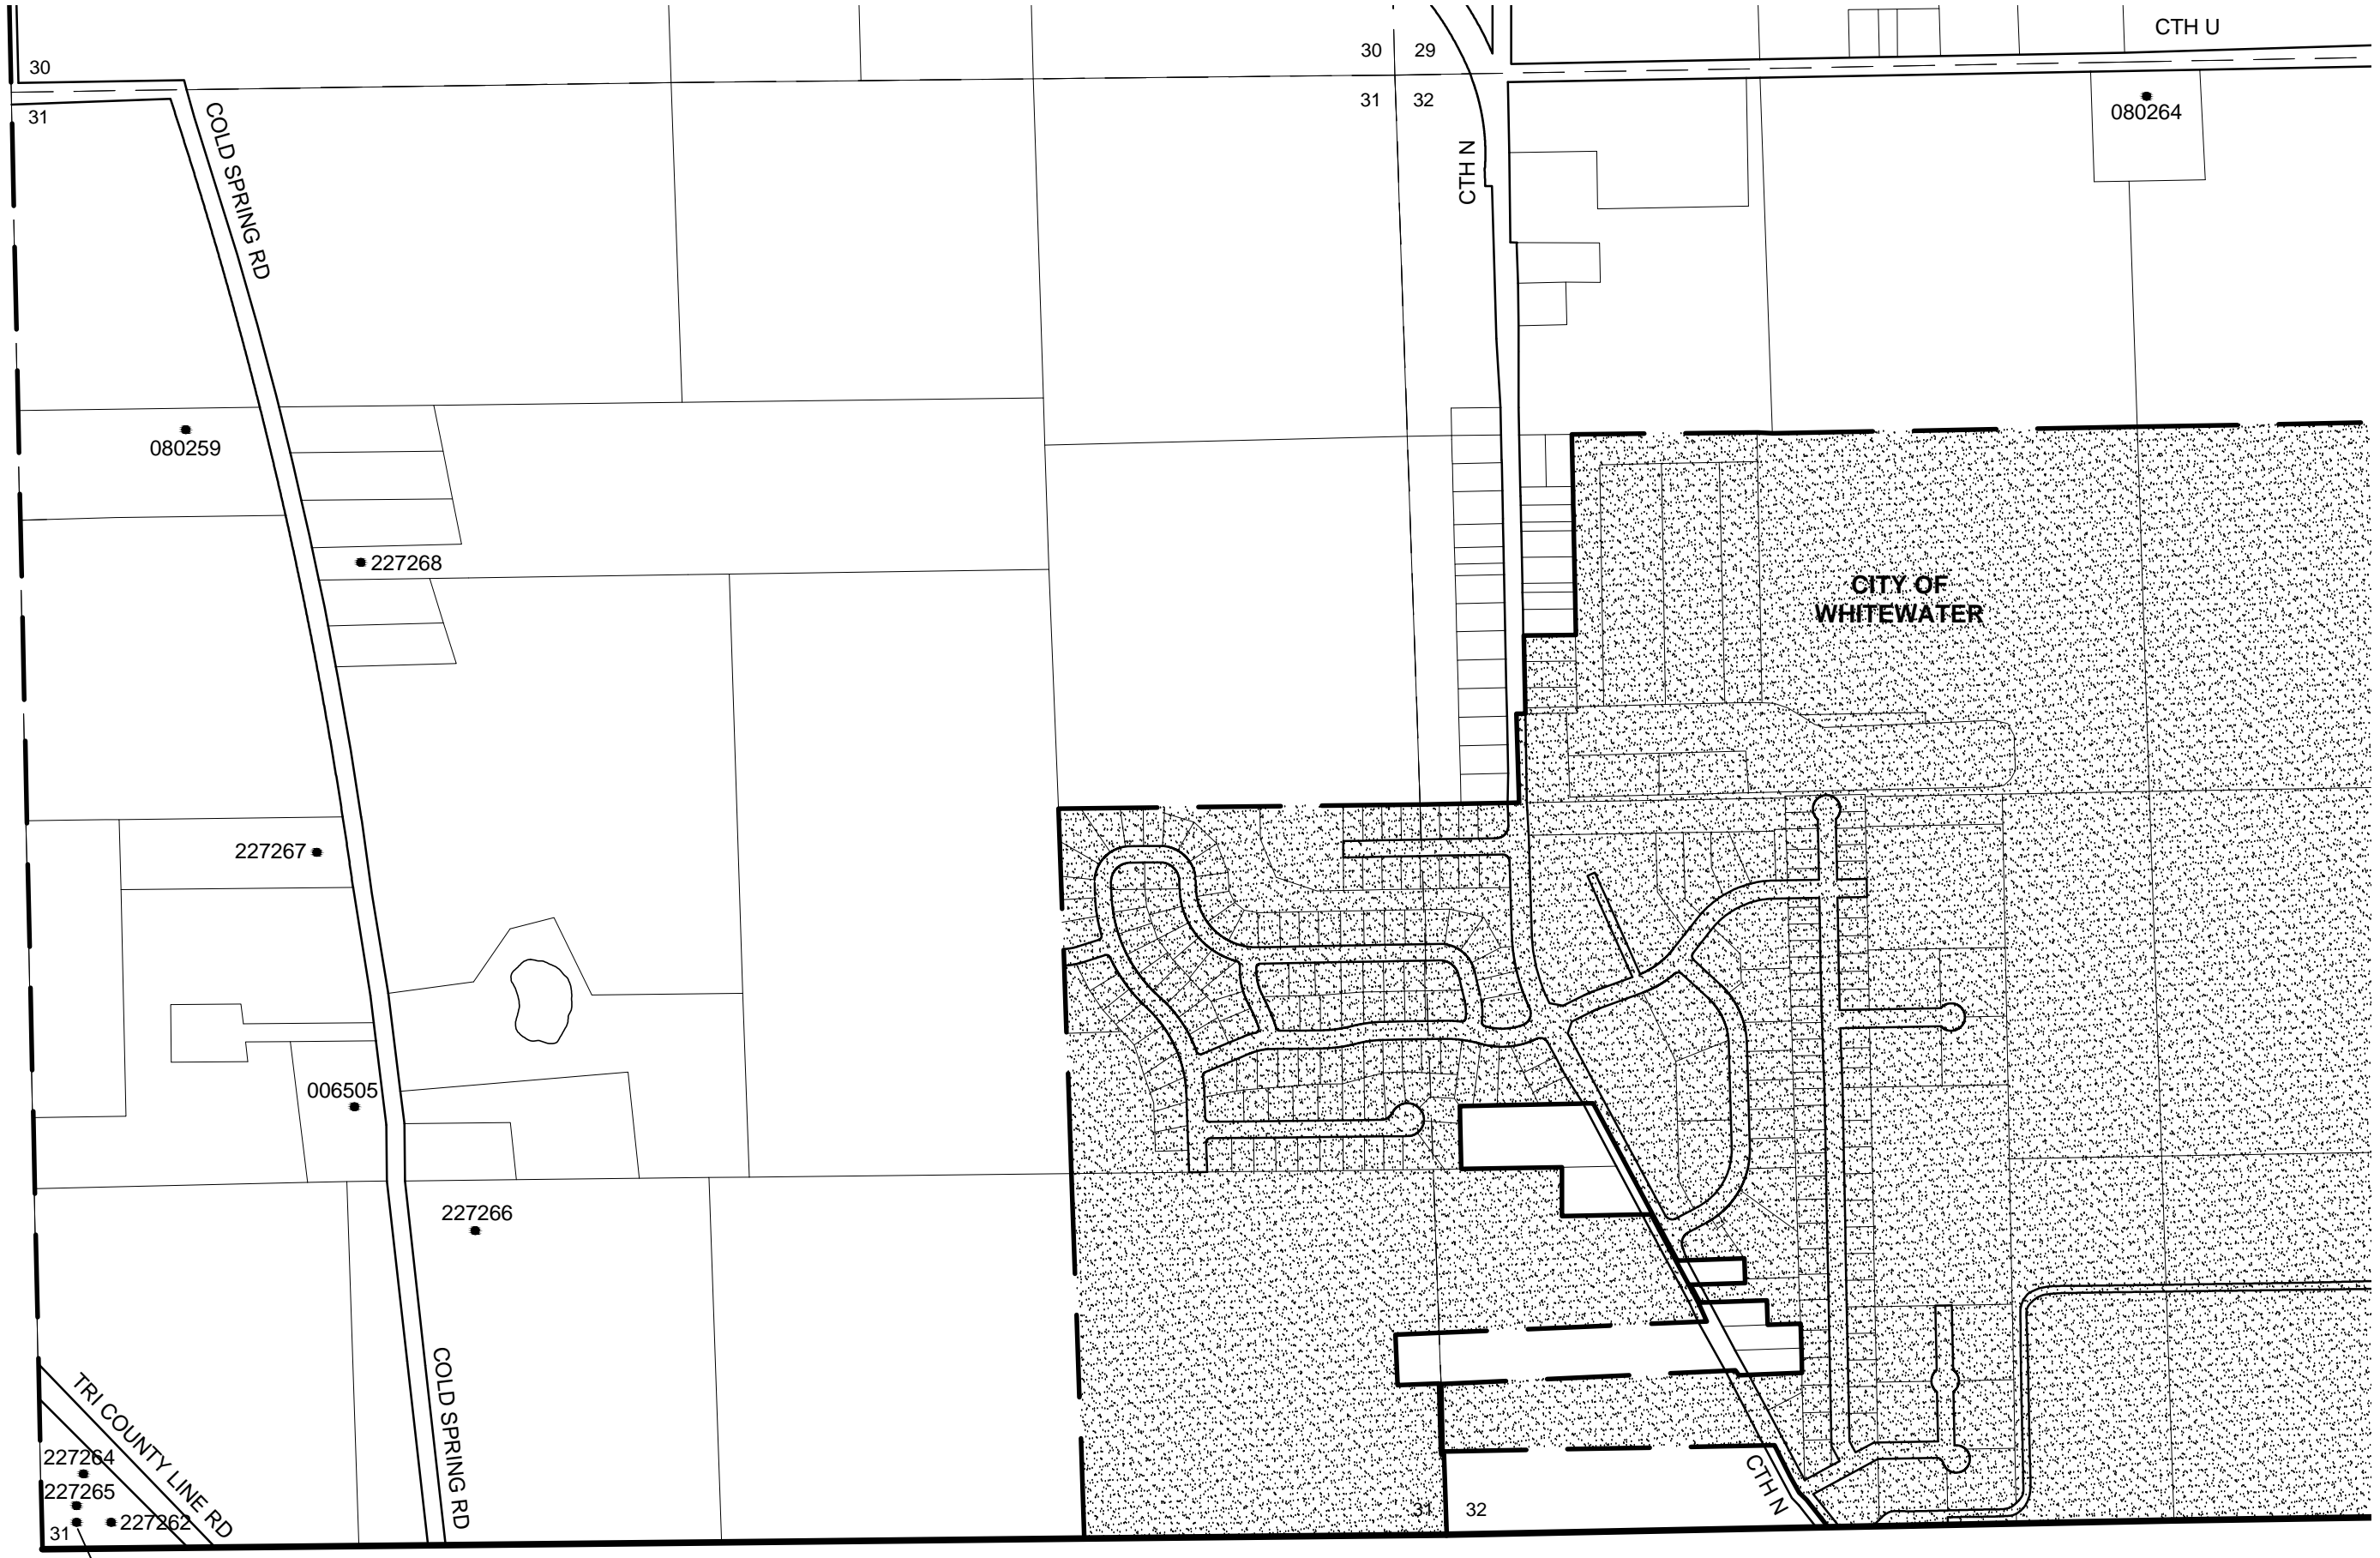 CTH U
30 29
30
31 32
31
080264
COLD SPRING RD
CTH N
080259
227268
CITY OF
WHITEWATER
227267
006505
227266
TRI COUNTY LINE RD
COLD SPRING RD
227264
227265
227262
31
CTH N
31 32